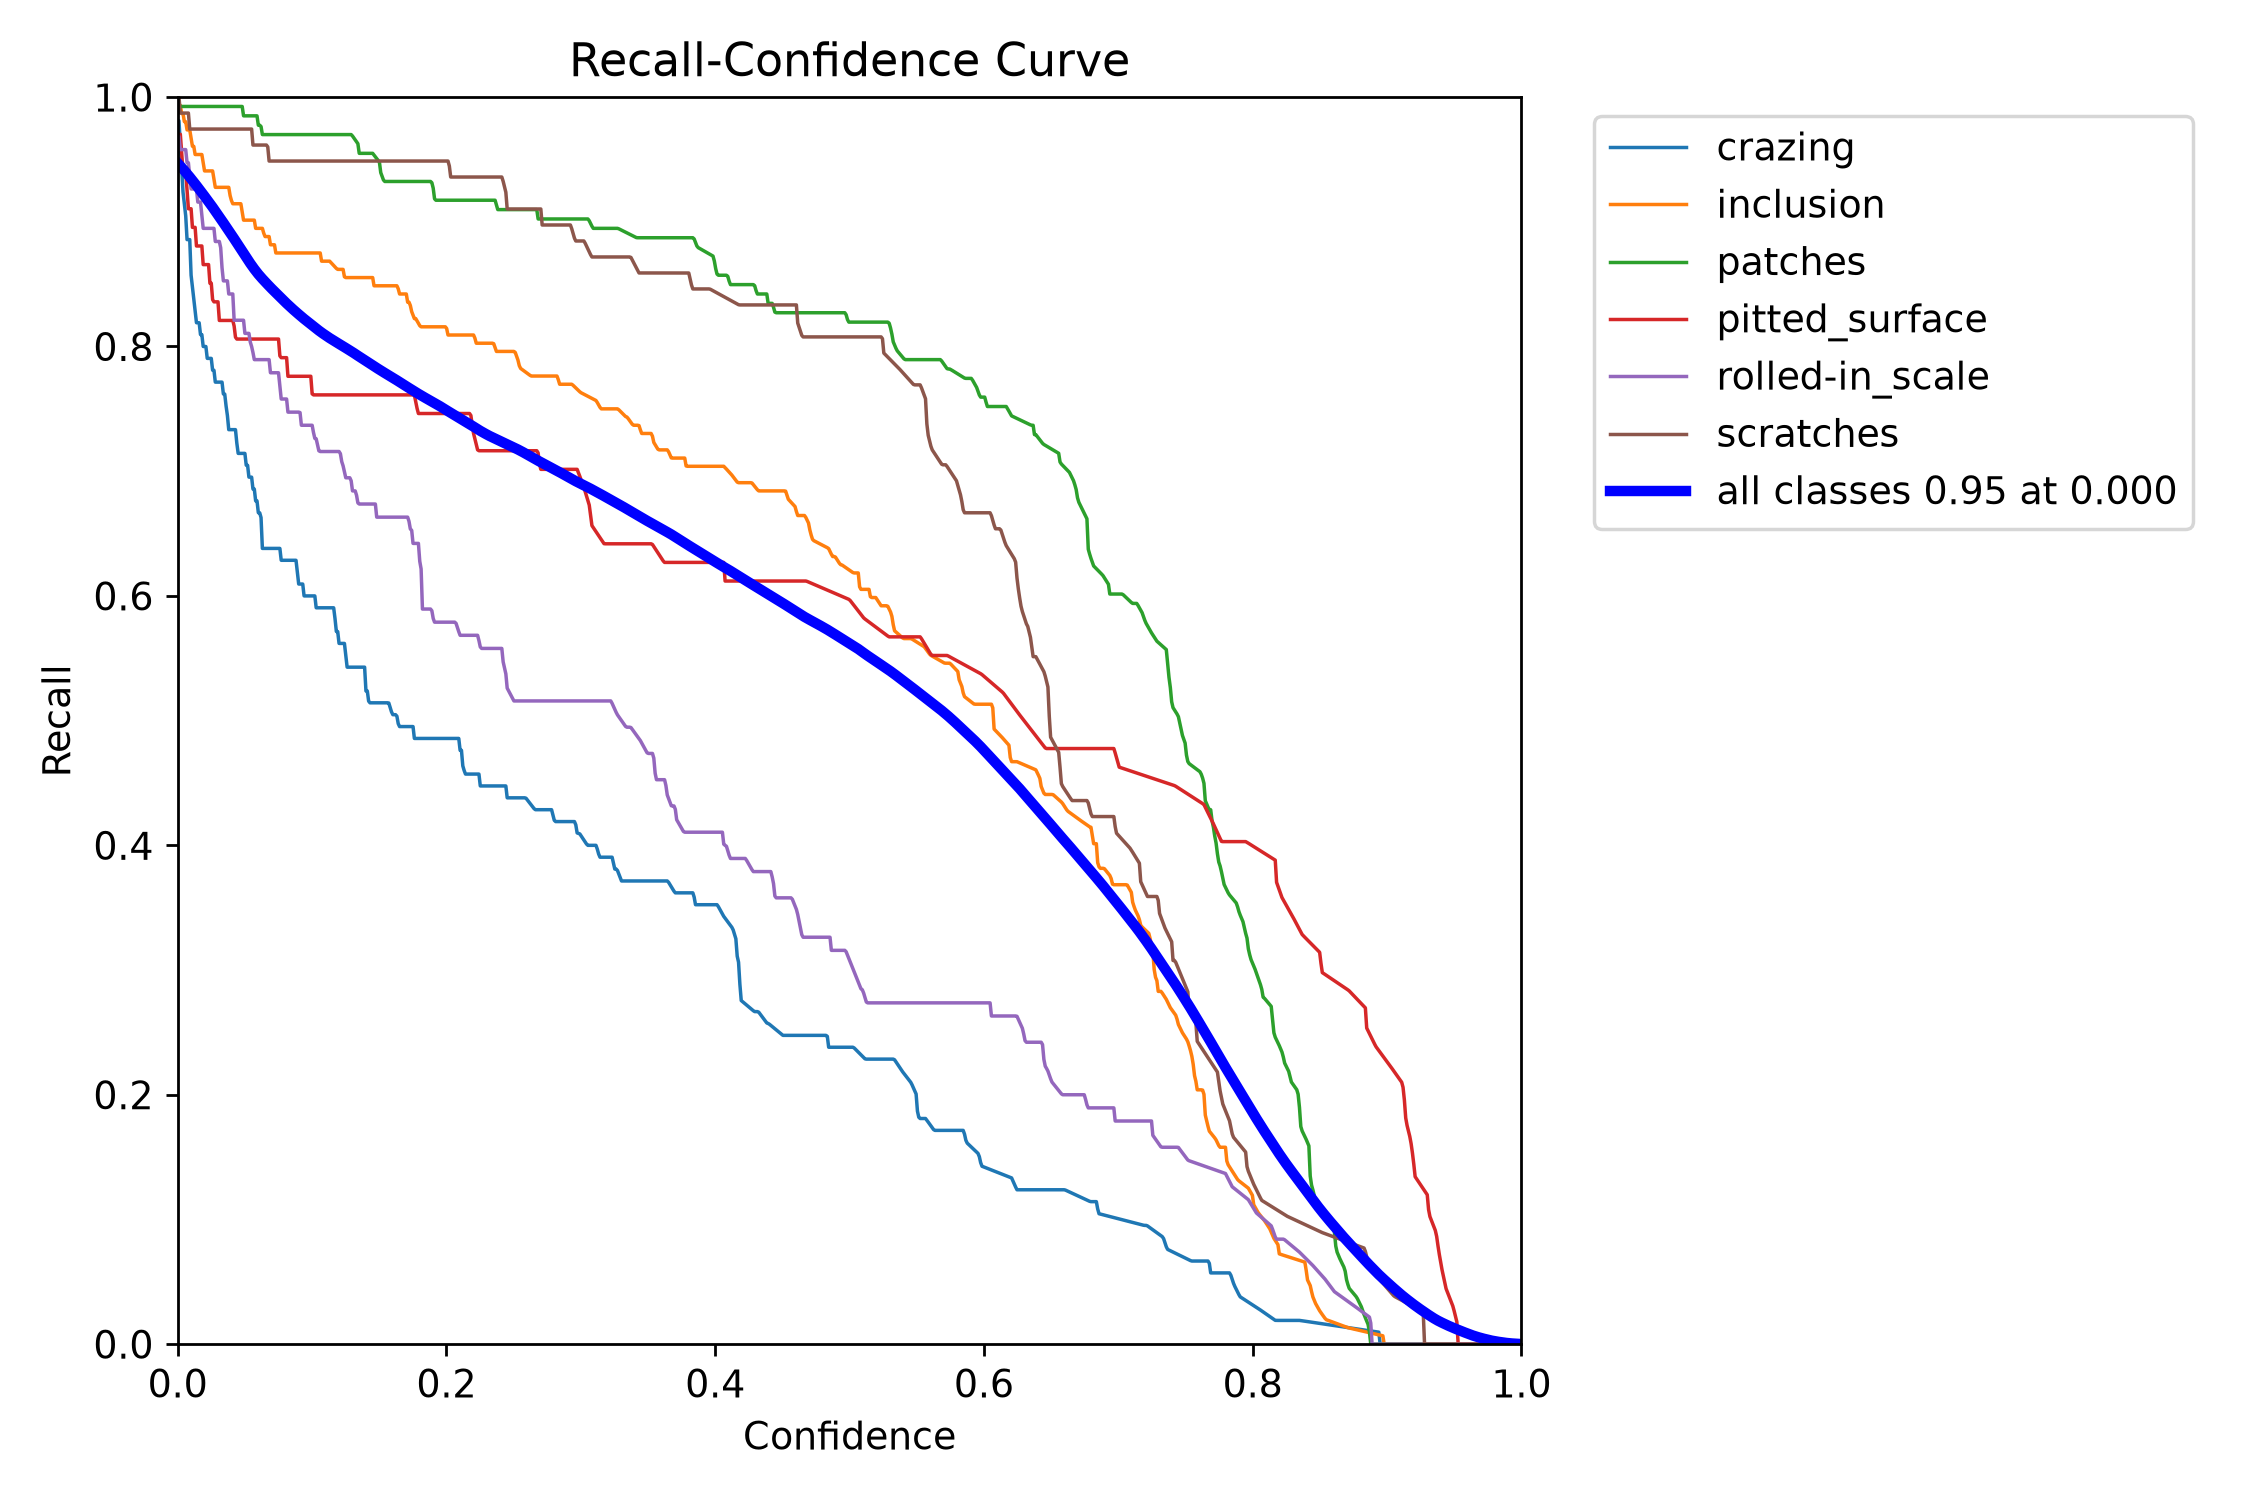 Recall-Confidence Curve
1.0
0.8
0.6
0.4
0.2
0.0
Recall
0.0 0.2 0.4 0.6 0.8 1.0
Confidence
crazing
inclusion
patches
pitted_surface
rolled-in_scale
scratches
all classes 0.95 at 0.000